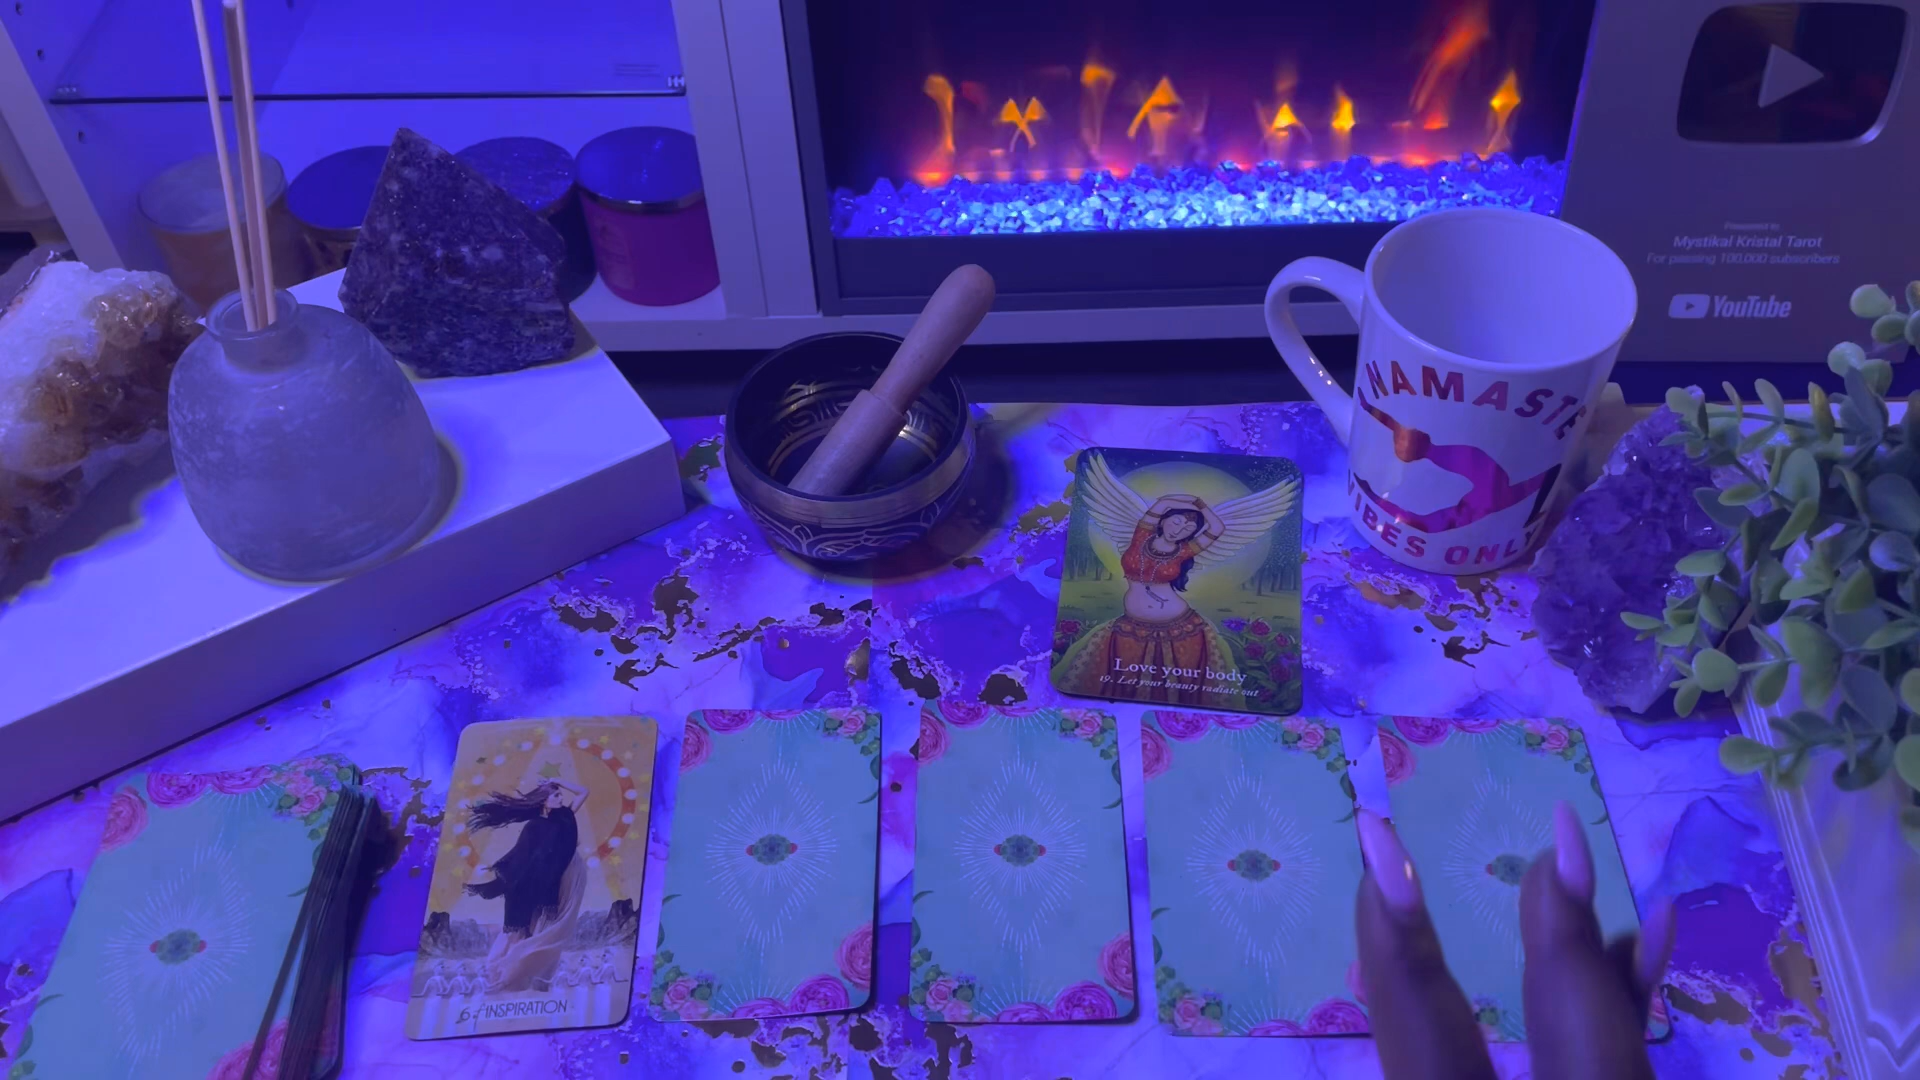 Presented to
Mystikal Kristal Tarot
For passing 100,000 subscribers
YouTube
NAMASTE
VIBES ONLY
Love your body
19. Let your beauty radiate out
6 of INSPIRATION